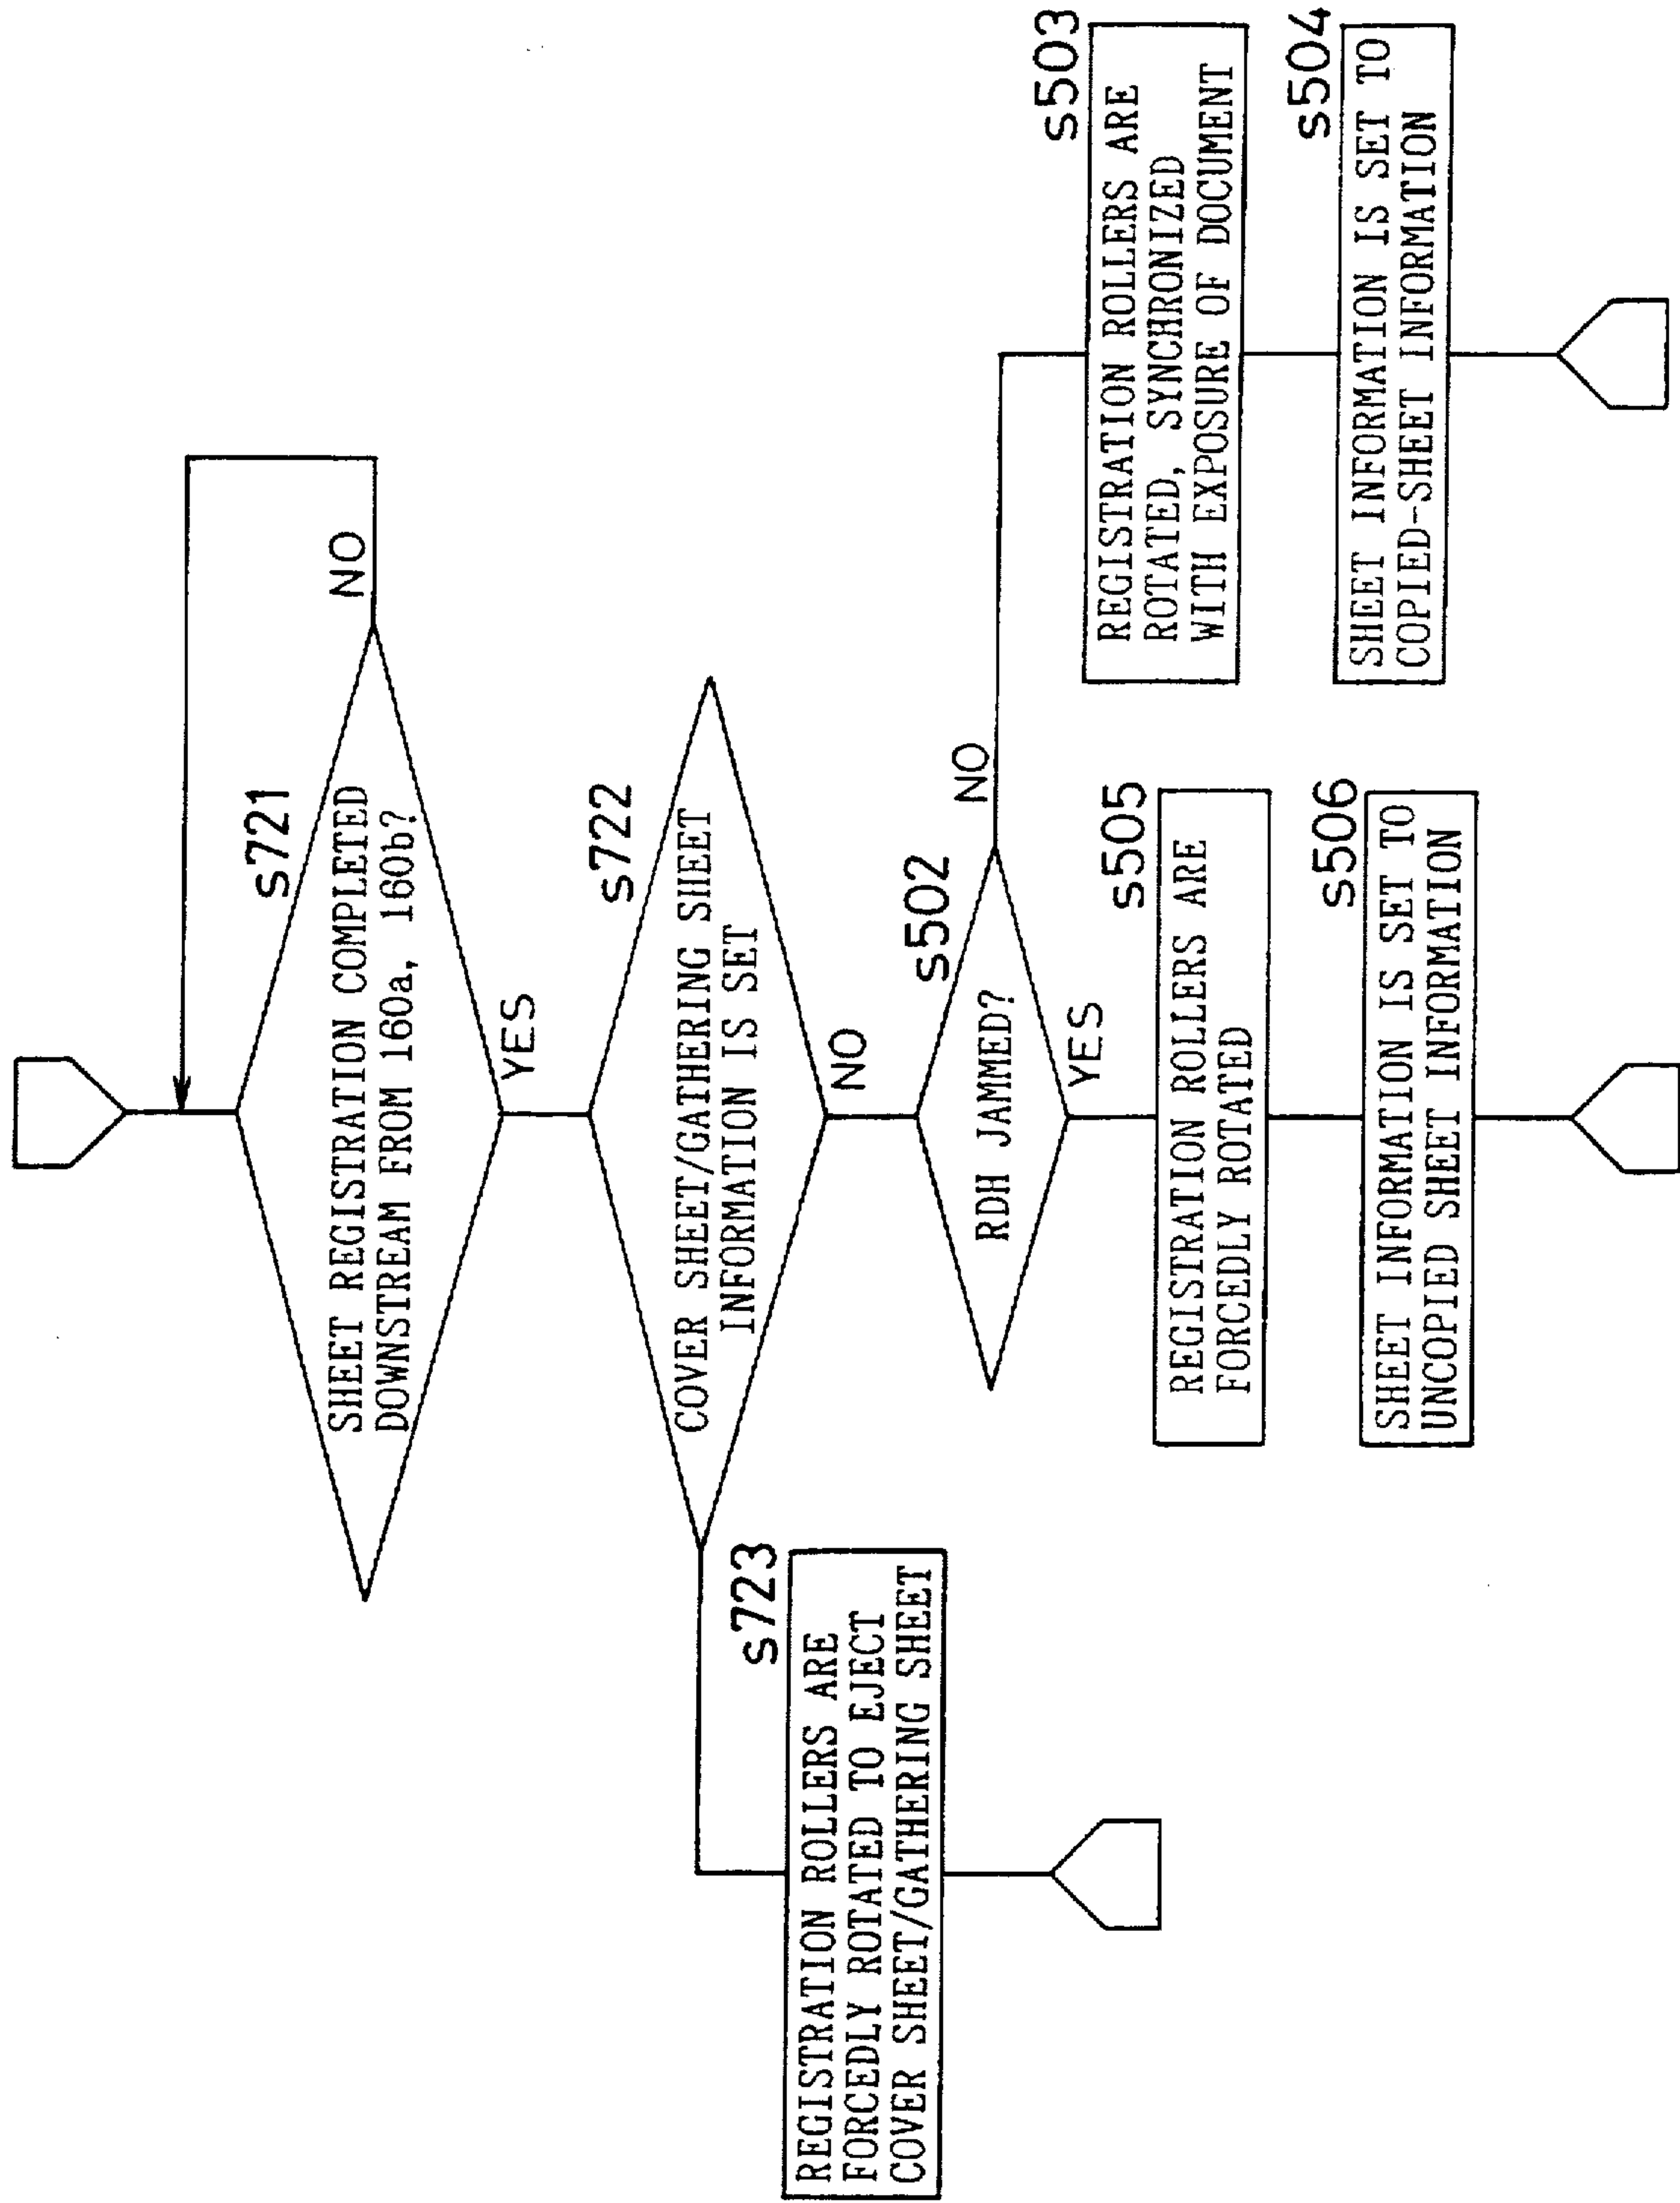 s721
SHEET REGISTRATION COMPLETED
DOWNSTREAM FROM 160a, 160b?
NO
YES
s722
COVER SHEET/GATHERING SHEET
INFORMATION IS SET
NO
s723
REGISTRATION ROLLERS ARE
FORCEDLY ROTATED TO EJECT
COVER SHEET/GATHERING SHEET
s502
RDH JAMMED?
NO
YES
s505
REGISTRATION ROLLERS ARE
FORCEDLY ROTATED
s506
SHEET INFORMATION IS SET TO
UNCOPIED SHEET INFORMATION
s503
REGISTRATION ROLLERS ARE
ROTATED, SYNCHRONIZED
WITH EXPOSURE OF DOCUMENT
s504
SHEET INFORMATION IS SET TO
COPIED-SHEET INFORMATION